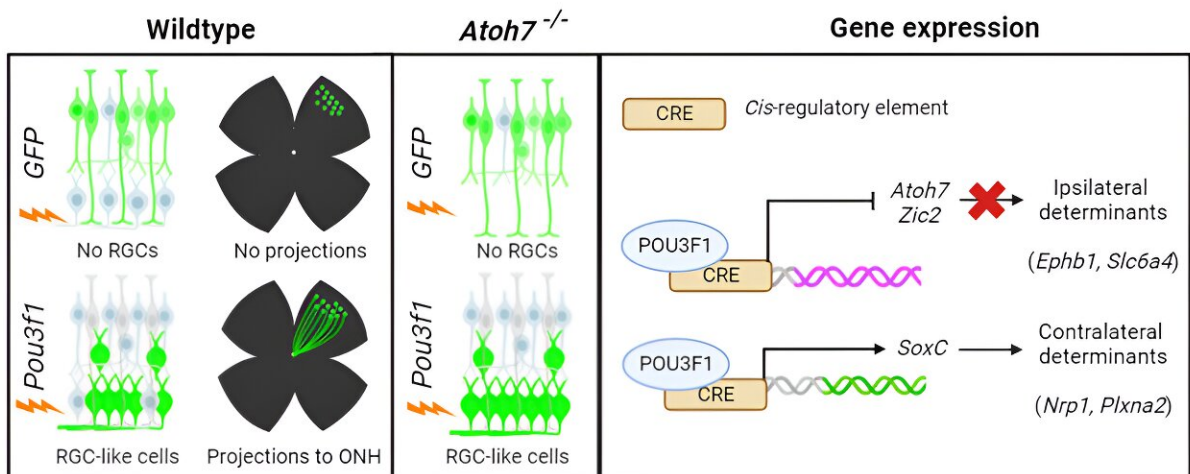 Wildtype
Atoh7 -/-
Gene expression
GFP
No RGCs
No projections
Pou3f1
RGC-like cells
Projections to ONH
GFP
No RGCs
Pou3f1
RGC-like cells
CRE
Cis-regulatory element
POU3F1
CRE
Atoh7
Zic2
Ipsilateral
determinants
(Ephb1, Slc6a4)
POU3F1
CRE
SoxC
Contralateral
determinants
(Nrp1, Plxna2)